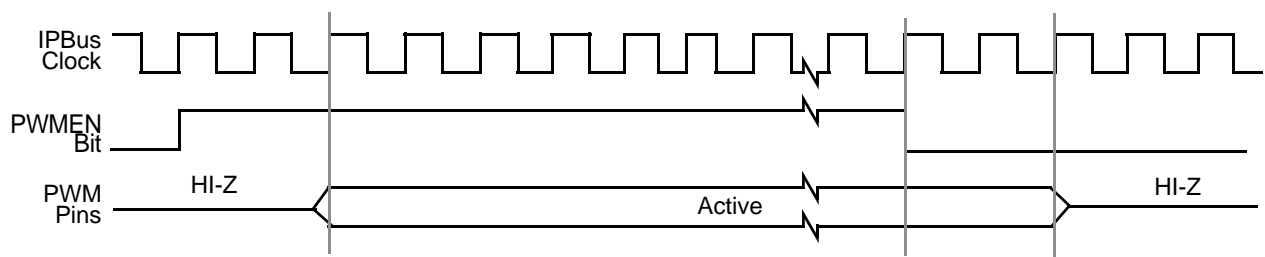 IPBus
Clock
PWMEN
Bit
HI-Z
HI-Z
PWM
Pins
Active